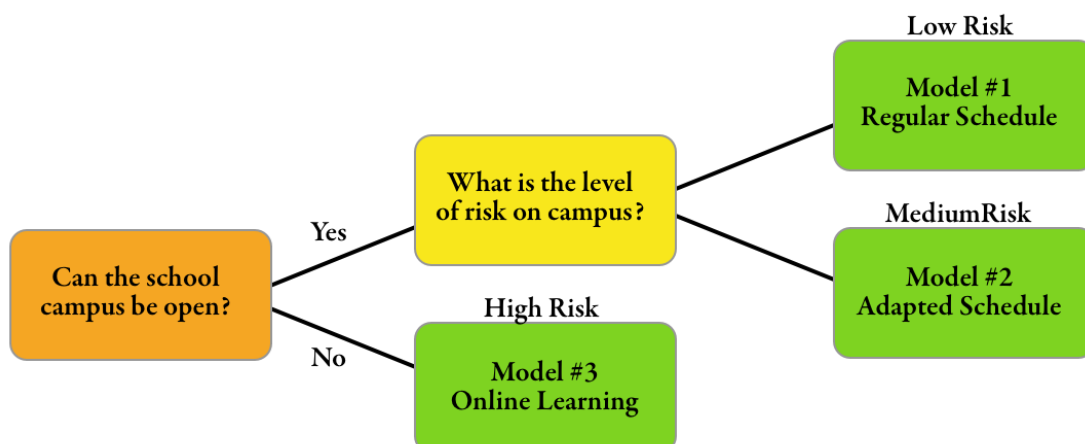 Low Risk
Model #1
Regular Schedule
What is the level
of risk on campus?
Yes
MediumRisk
Can the school
campus be open?
Model #2
Adapted Schedule
High Risk
No
Model #3
Online Learning